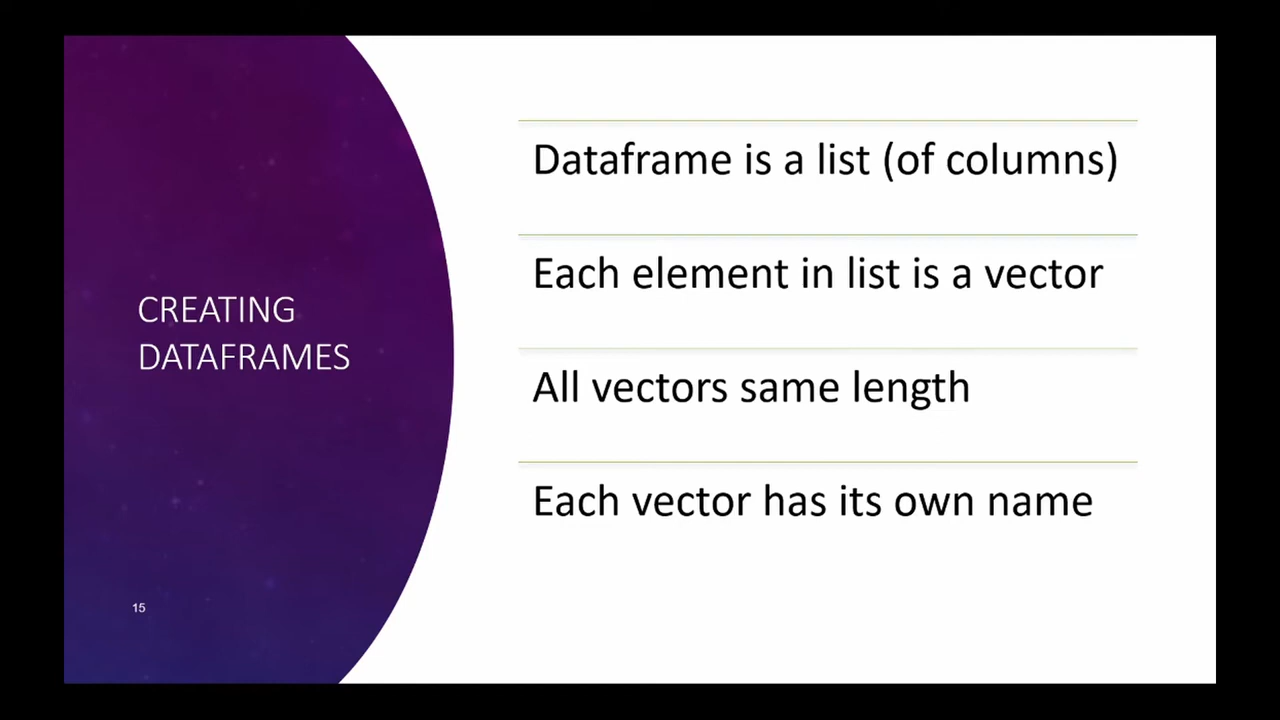 CREATING
DATAFRAMES
15
Dataframe is a list (of columns)
Each element in list is a vector
All vectors same length
Each vector has its own name